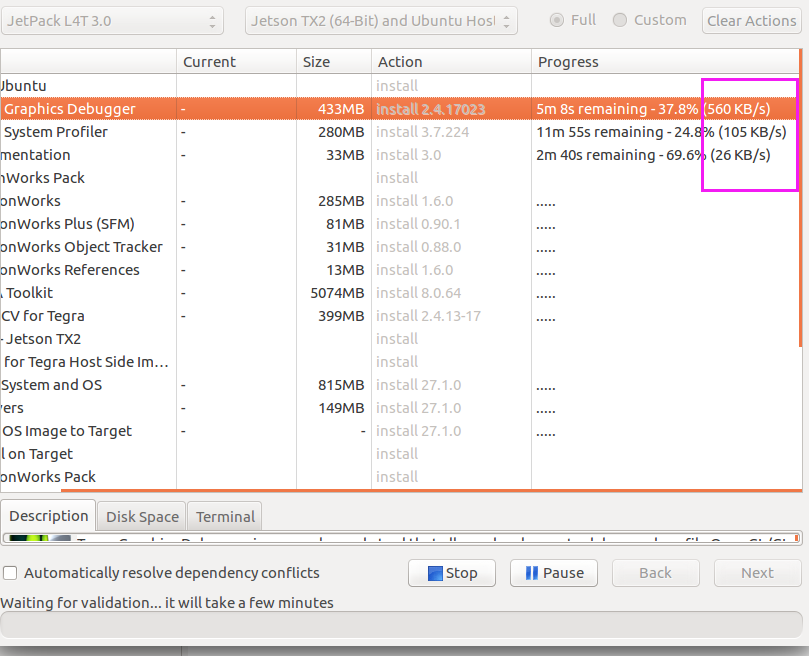 JetPack L4T 3.0 Jetson TX2 (64-Bit) and Ubuntu Host Full Custom Clear Actions
Current Size Action Progress
Ubuntu install
Graphics Debugger - 433MB install 2.4.17023 5m 8s remaining - 37.8% (560 KB/s)
System Profiler - 280MB install 3.7.224 11m 55s remaining - 24.8% (105 KB/s)
mentation - 33MB install 3.0 2m 40s remaining - 69.6% (26 KB/s)
nWorks Pack install
onWorks - 285MB install 1.6.0 .....
onWorks Plus (SFM) - 81MB install 0.90.1 .....
onWorks Object Tracker - 31MB install 0.88.0 .....
onWorks References - 13MB install 1.6.0 .....
A Toolkit - 5074MB install 8.0.64 .....
CV for Tegra - 399MB install 2.4.13-17 .....
- Jetson TX2 install
for Tegra Host Side Im... install
System and OS - 815MB install 27.1.0 .....
vers - 149MB install 27.1.0 .....
OS Image to Target - - install 27.1.0 .....
l on Target install
onWorks Pack install
Description Disk Space Terminal
Automatically resolve dependency conflicts Stop Pause Back Next
Waiting for validation... it will take a few minutes